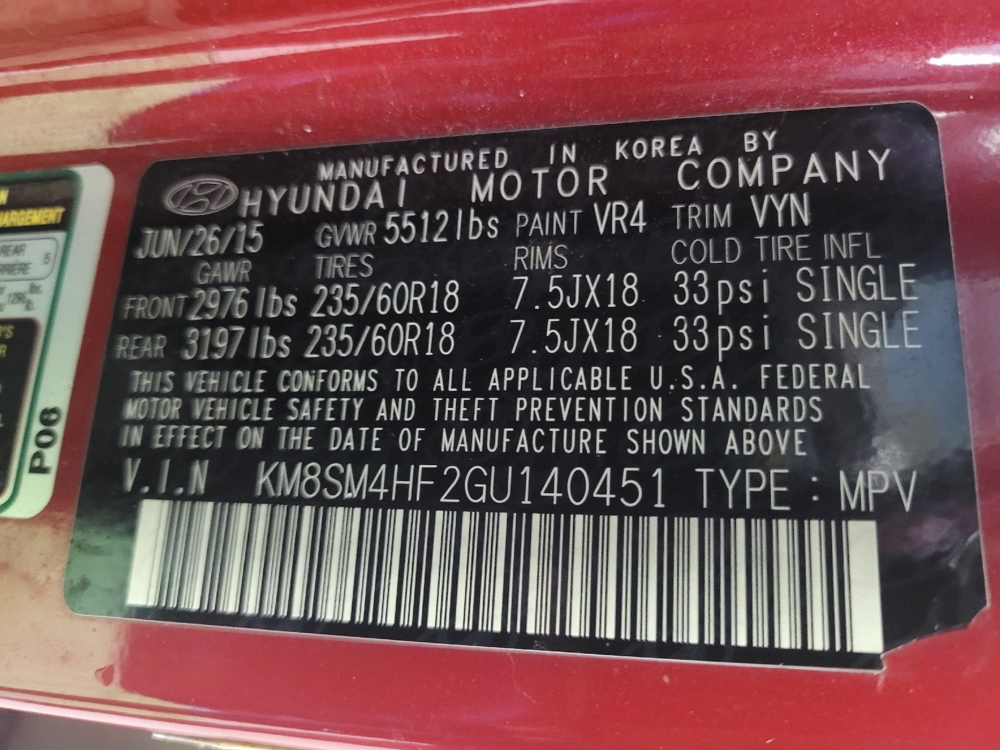 MANUFACTURED IN KOREA BY
HYUNDAI MOTOR COMPANY
JUN/26/15 GVWR 5512lbs PAINT VR4 TRIM VYN
GAWR TIRES RIMS COLD TIRE INFL
FRONT 2976lbs 235/60R18 7.5JX18 33psi SINGLE
REAR 3197lbs 235/60R18 7.5JX18 33psi SINGLE
THIS VEHICLE CONFORMS TO ALL APPLICABLE U.S.A. FEDERAL
MOTOR VEHICLE SAFETY AND THEFT PREVENTION STANDARDS
IN EFFECT ON THE DATE OF MANUFACTURE SHOWN ABOVE
V.I.N KM8SM4HF2GU140451 TYPE : MPV
REAR 5
P06